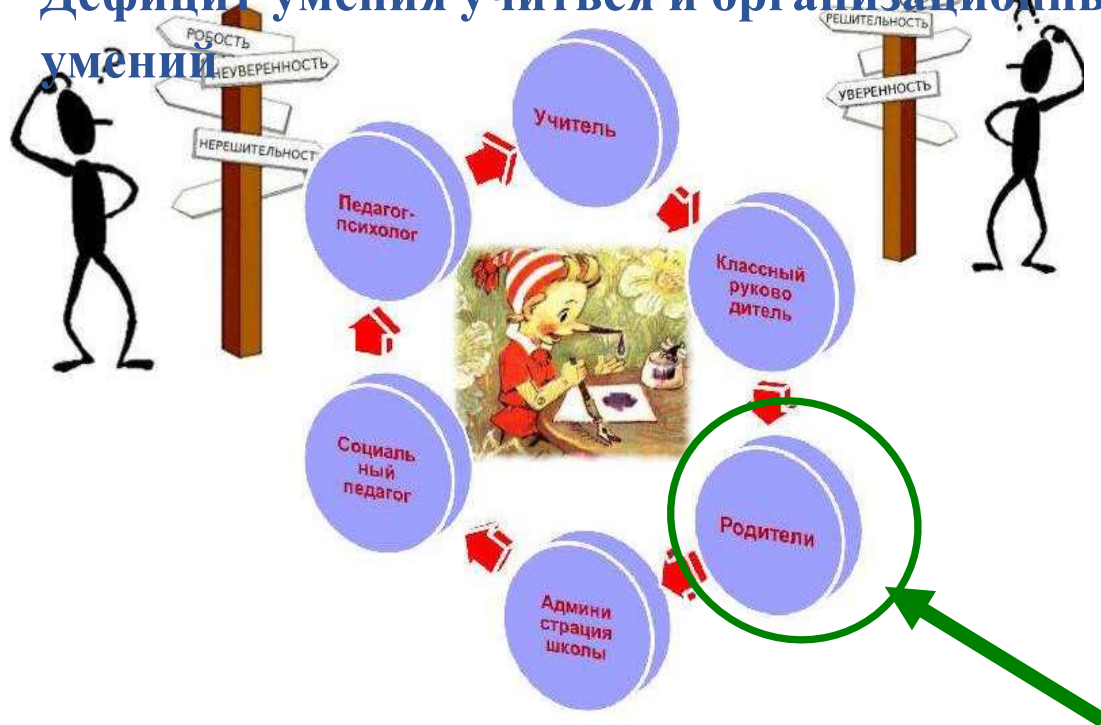 Дефицит умения учиться и организационны
умений
РОБОСТЬ
НЕУВЕРЕННОСТЬ
НЕРЕШИТЕЛЬНОСТ
РЕШИТЕЛЬНОСТЬ
УВЕРЕННОСТЬ
Учитель
Педагог-
психолог
Классный
руково
дитель
Социаль
ный
педагог
Родители
Админи
страция
школы